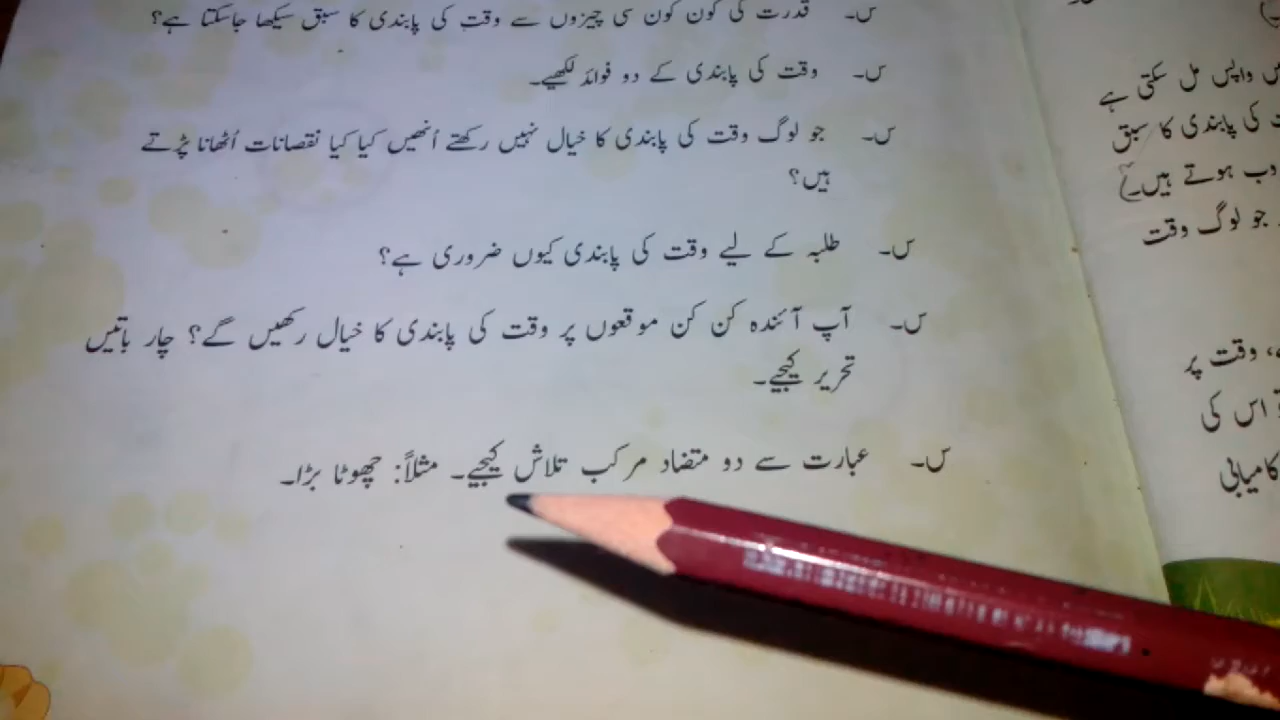 س۔ قدرت کی کون کون سی چیزوں سے وقت کی پابندی کا سبق سیکھا جاسکتا ہے؟
س۔ وقت کی پابندی کے دو فوائد لکھیے۔
س۔ جو لوگ وقت کی پابندی کا خیال نہیں رکھتے اُنھیں کیا کیا نقصانات اُٹھانا پڑتے
ہیں؟
س۔ طلبہ کے لیے وقت کی پابندی کیوں ضروری ہے؟
س۔ آپ آئندہ کن کن موقعوں پر وقت کی پابندی کا خیال رکھیں گے؟ چار باتیں
تحریر کیجیے۔
س۔ عبارت سے دو متضاد مرکب تلاش کیجیے۔ مثلاً: چھوٹا بڑا۔
واپس مل سکتی ہے
کی پابندی کا سبق
ہوتے ہیں۔)
جو لوگ وقت
وقت پر
اس کی
کامیابی